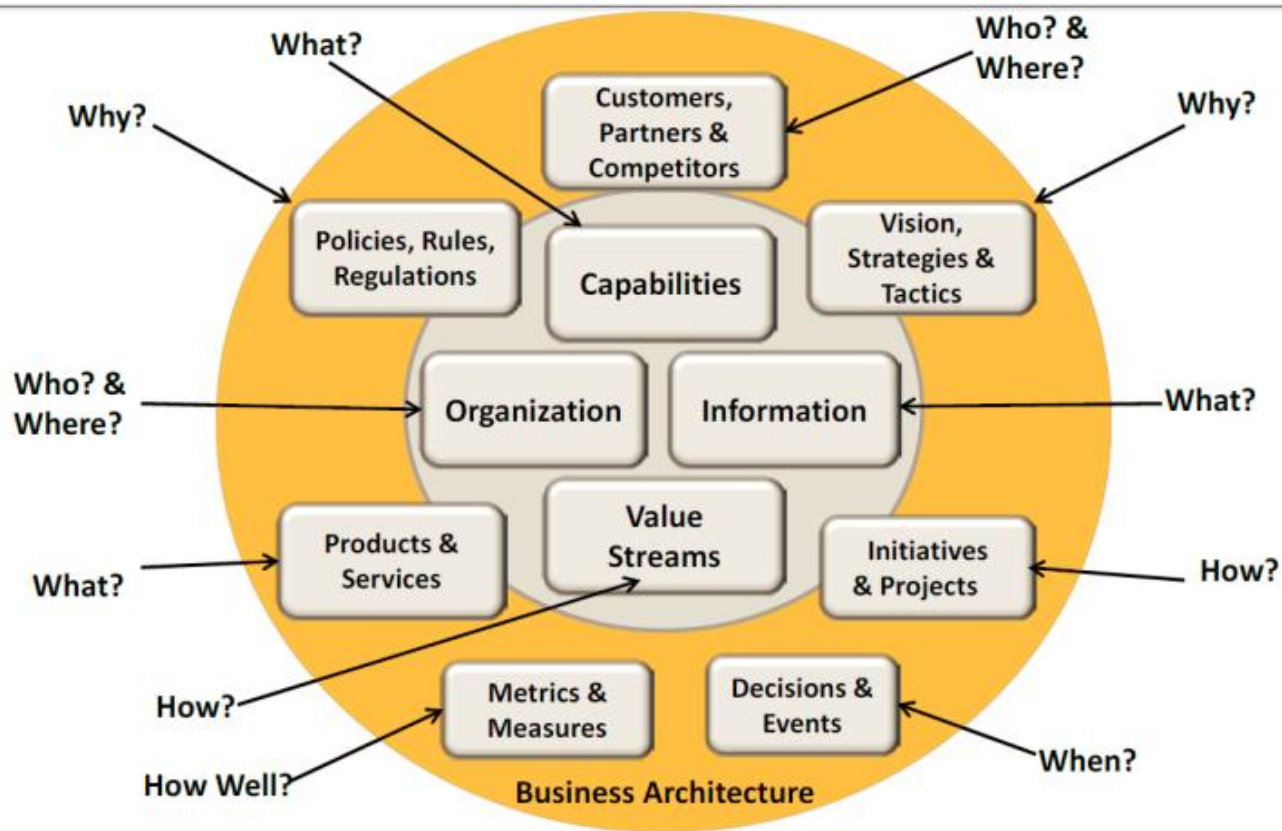 What?
Who? &
Where?
Why?
Why?
Customers,
Partners &
Competitors
Policies, Rules,
Regulations
Capabilities
Vision,
Strategies &
Tactics
Who? &
Where?
Organization
Information
What?
Products &
Services
Value
Streams
Initiatives
& Projects
What?
How?
How?
Metrics &
Measures
Decisions &
Events
How Well?
When?
Business Architecture